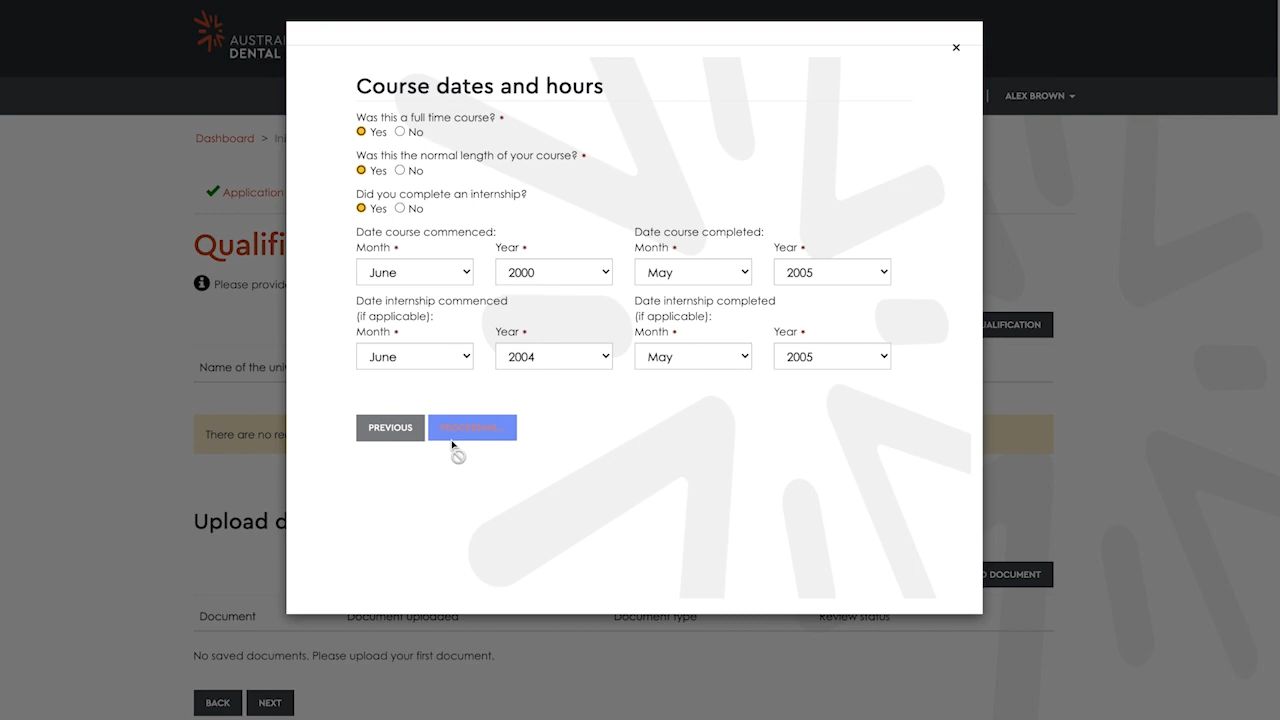 AUSTRAI
DENTAL
×
ALEX BROWN
Dashboard >
Application
Qualifi
Please provid
UALIFICATION
Name of the uni
There are no re
Upload d
DOCUMENT
Document Document uploaded Document type Review status
No saved documents. Please upload your first document.
BACK NEXT
Course dates and hours
Was this a full time course? •
Yes No
Was this the normal length of your course? •
Yes No
Did you complete an internship?
Yes No
Date course commenced: Date course completed:
Month • Year • Month • Year •
June 2000 May 2005
Date internship commenced Date internship completed
(if applicable): (if applicable):
Month • Year • Month • Year •
June 2004 May 2005
PREVIOUS PROCESSING...